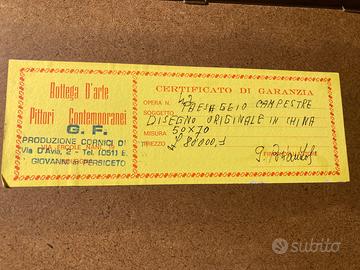 Bottega D'arte
Pittori Contemporanei
G. F.
PRODUZIONE CORNICI DI
Via D'Avia, 2 - Tel. (051)
GIOVANNI PERSICETO
CERTIFICATO DI GARANZIA
OPERA N.
SOGGETTO PAESAGGIO CAMPESTRE
DISEGNO ORIGINALE IN CHINA
MISURA 50X70
PREZZO 80000
subito